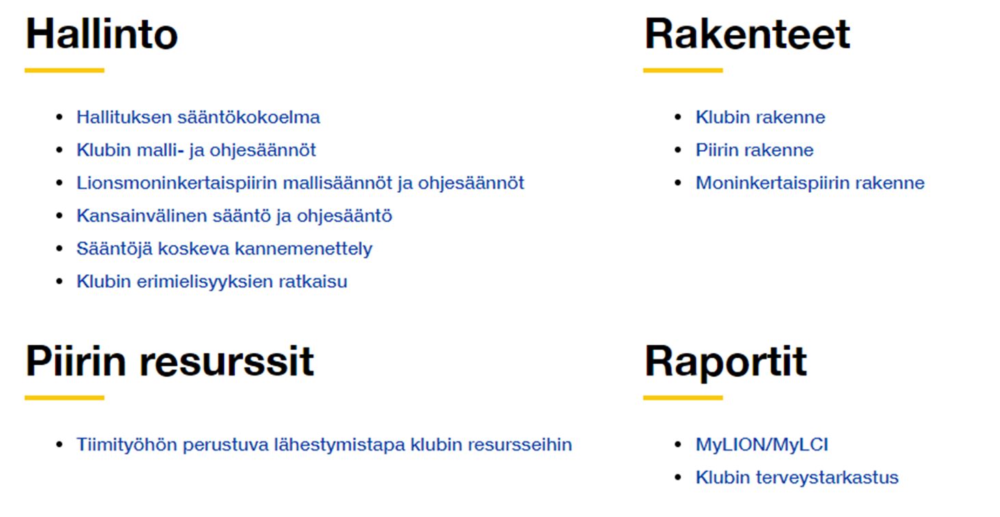 Hallinto
Hallituksen sääntökokoelma
Klubin malli- ja ohjesäännöt
Lionsmoninkertaispiirin mallisäännöt ja ohjesäännöt
Kansainvälinen sääntö ja ohjesääntö
Sääntöjä koskeva kannemenettely
Klubin erimielisyyksien ratkaisu
Rakenteet
Klubin rakenne
Piirin rakenne
Moninkertaispiirin rakenne
Piirin resurssit
Tiimityöhön perustuva lähestymistapa klubin resursseihin
Raportit
MyLION/MyLCI
Klubin terveystarkastus